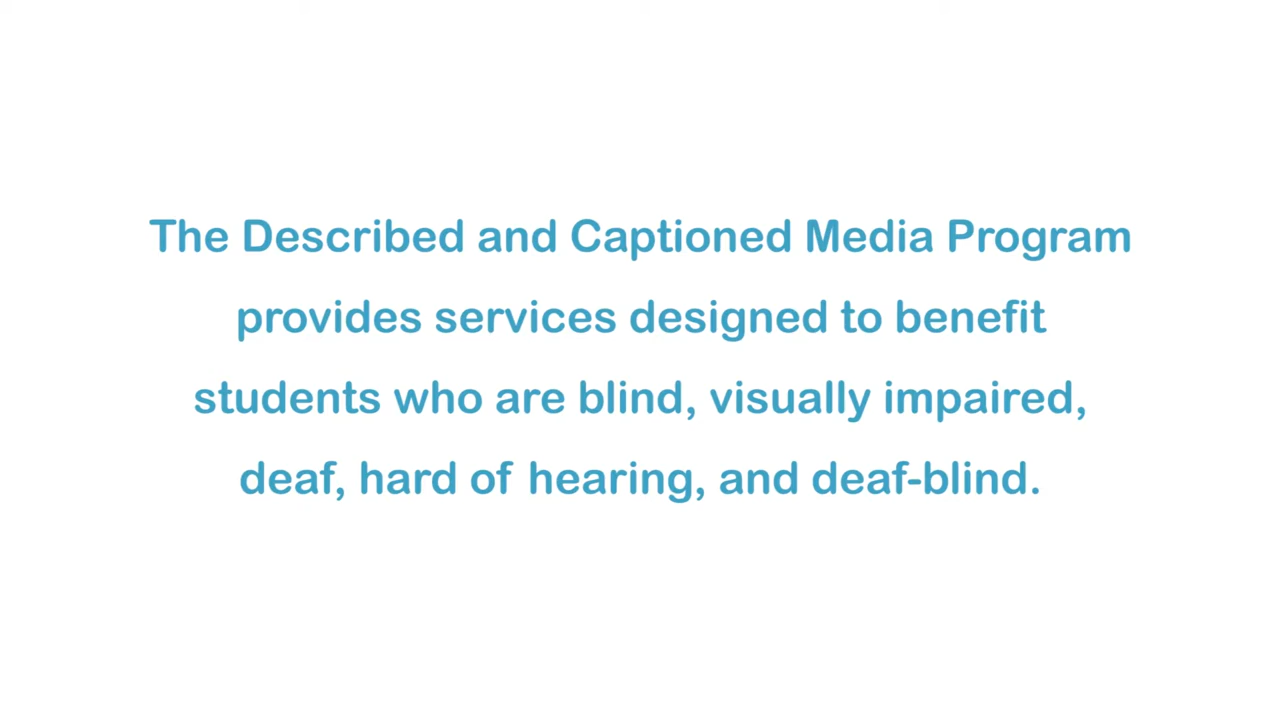 The Described and Captioned Media Program
provides services designed to benefit
students who are blind, visually impaired,
deaf, hard of hearing, and deaf-blind.